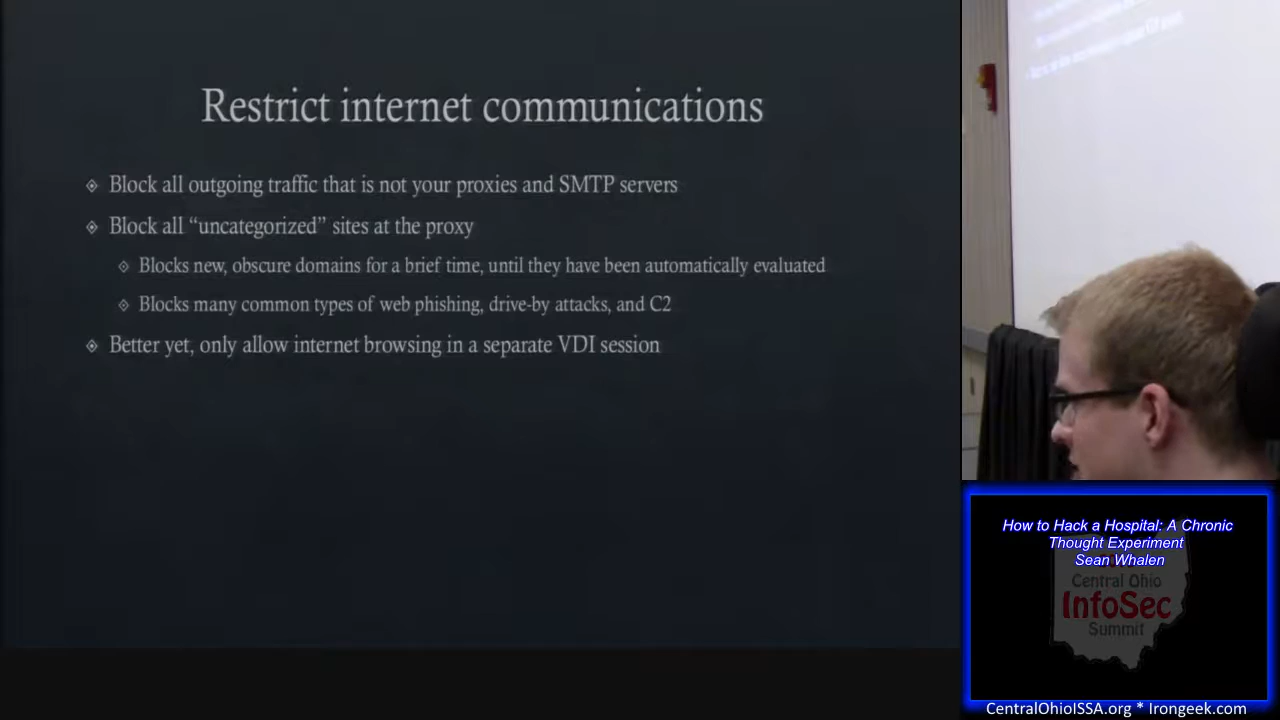 Restrict internet communications
Block all outgoing traffic that is not your proxies and SMTP servers
Block all “uncategorized” sites at the proxy
Blocks new, obscure domains for a brief time, until they have been automatically evaluated
Blocks many common types of web phishing, drive-by attacks, and C2
Better yet, only allow internet browsing in a separate VDI session
How to Hack a Hospital: A Chronic
Thought Experiment
Sean Whalen
Central Ohio
InfoSec
Summit
CentralOhioISSA.org * Irongeek.com